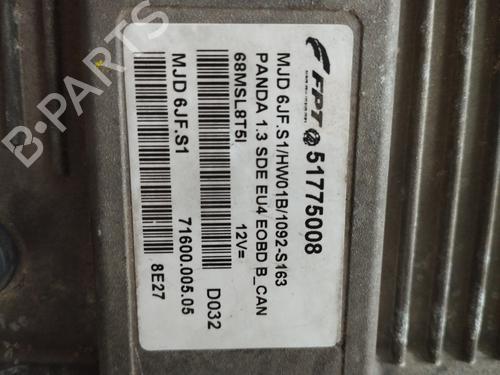 FPT 51775008
MJD 6JF.S1/HW01B/1092-S163
PANDA 1.3 SDE EU4 EOBD B_CAN
68MSL8T5I 12V=
D032
71600.005.05
MJD 6JF.S1
8E27
B-PARTS